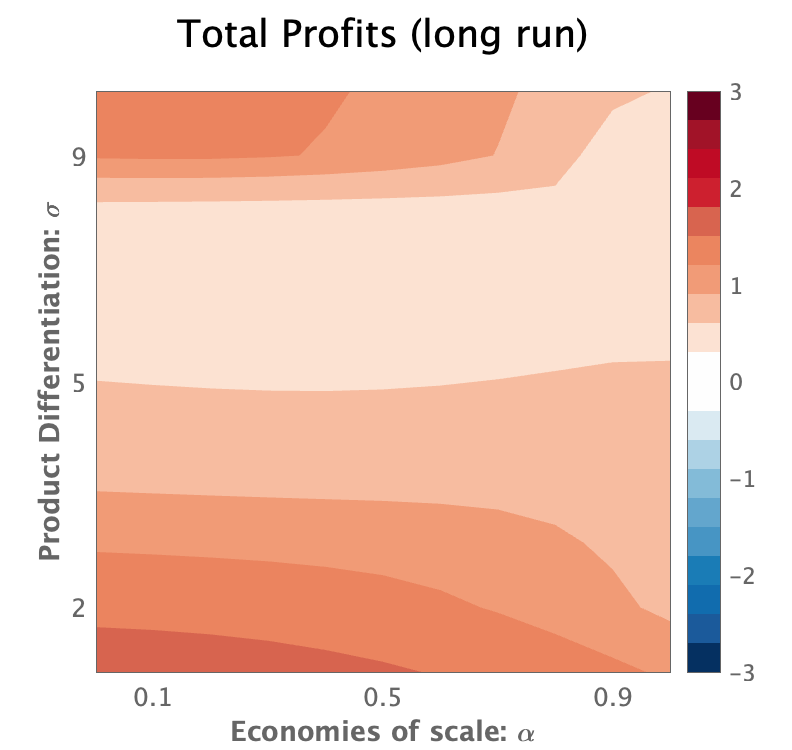 Total Profits (long run)
Product Differentiation: σ
9
5
2
0.1 0.5 0.9
Economies of scale: α
3
2
1
0
−1
−2
−3